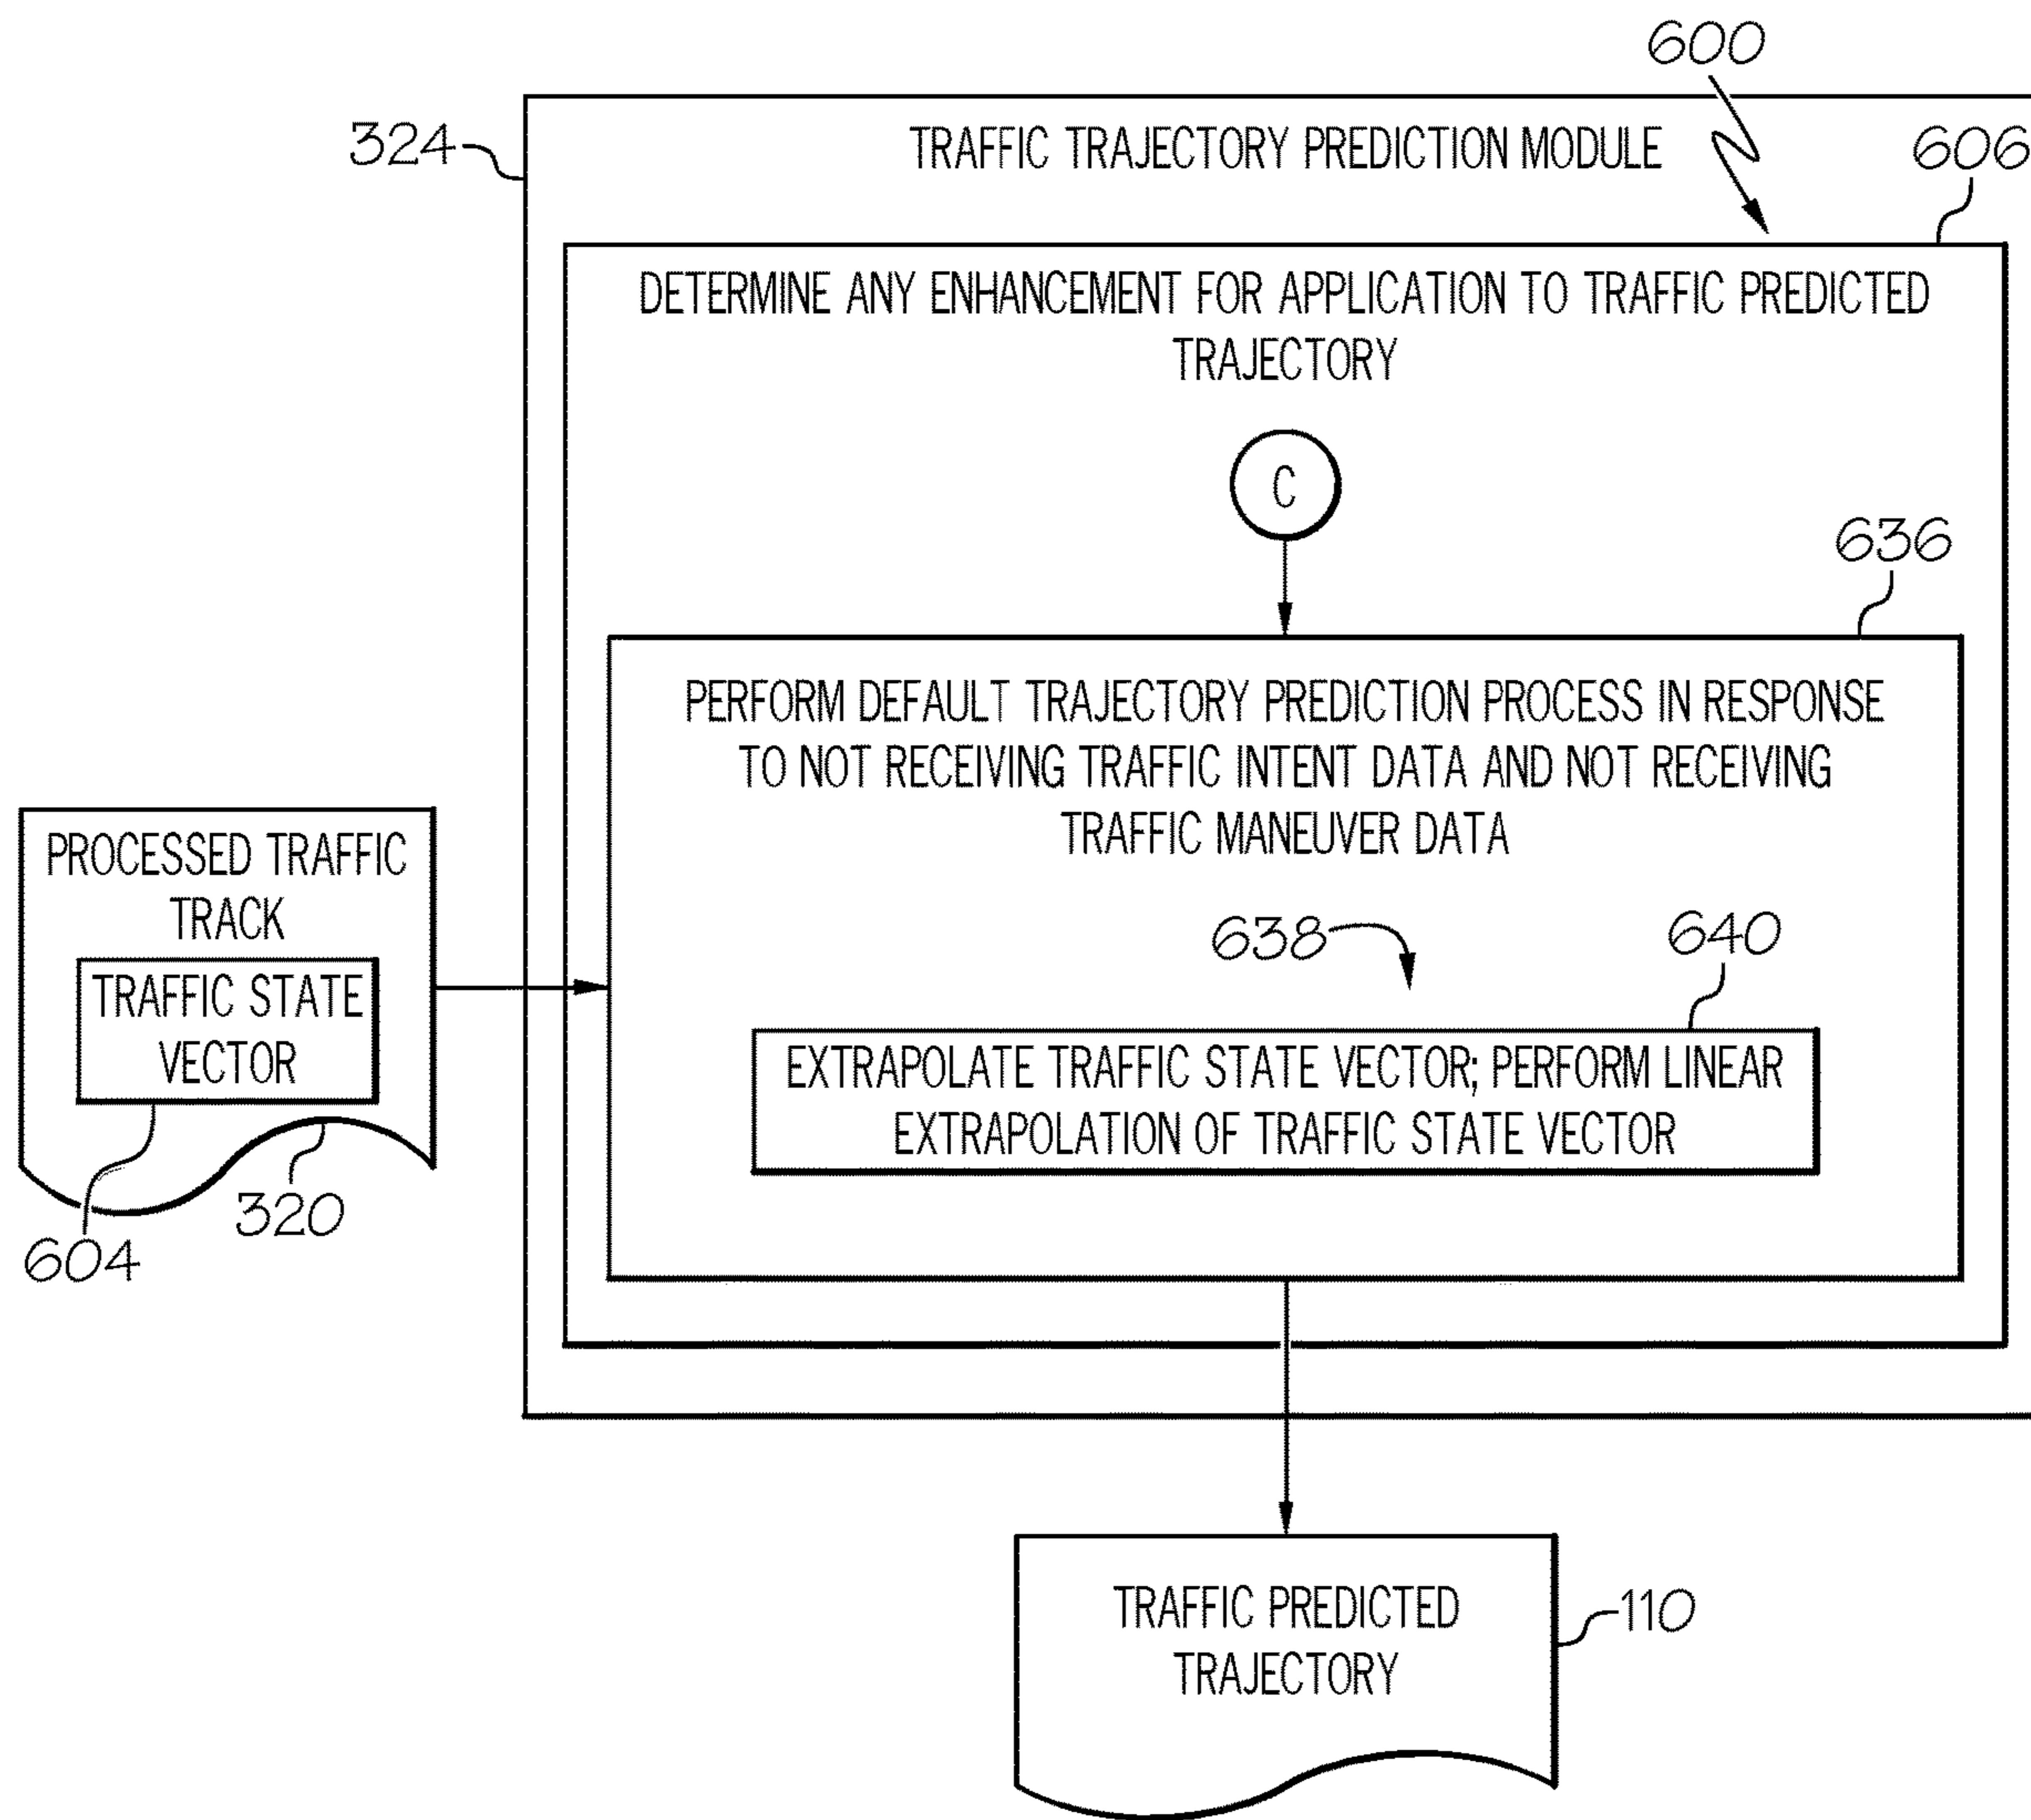 600
324
TRAFFIC TRAJECTORY PREDICTION MODULE
606
DETERMINE ANY ENHANCEMENT FOR APPLICATION TO TRAFFIC PREDICTED
TRAJECTORY
C
636
PERFORM DEFAULT TRAJECTORY PREDICTION PROCESS IN RESPONSE
TO NOT RECEIVING TRAFFIC INTENT DATA AND NOT RECEIVING
TRAFFIC MANEUVER DATA
PROCESSED TRAFFIC
TRACK
TRAFFIC STATE
VECTOR
638
640
EXTRAPOLATE TRAFFIC STATE VECTOR; PERFORM LINEAR
EXTRAPOLATION OF TRAFFIC STATE VECTOR
320
604
TRAFFIC PREDICTED
TRAJECTORY
110